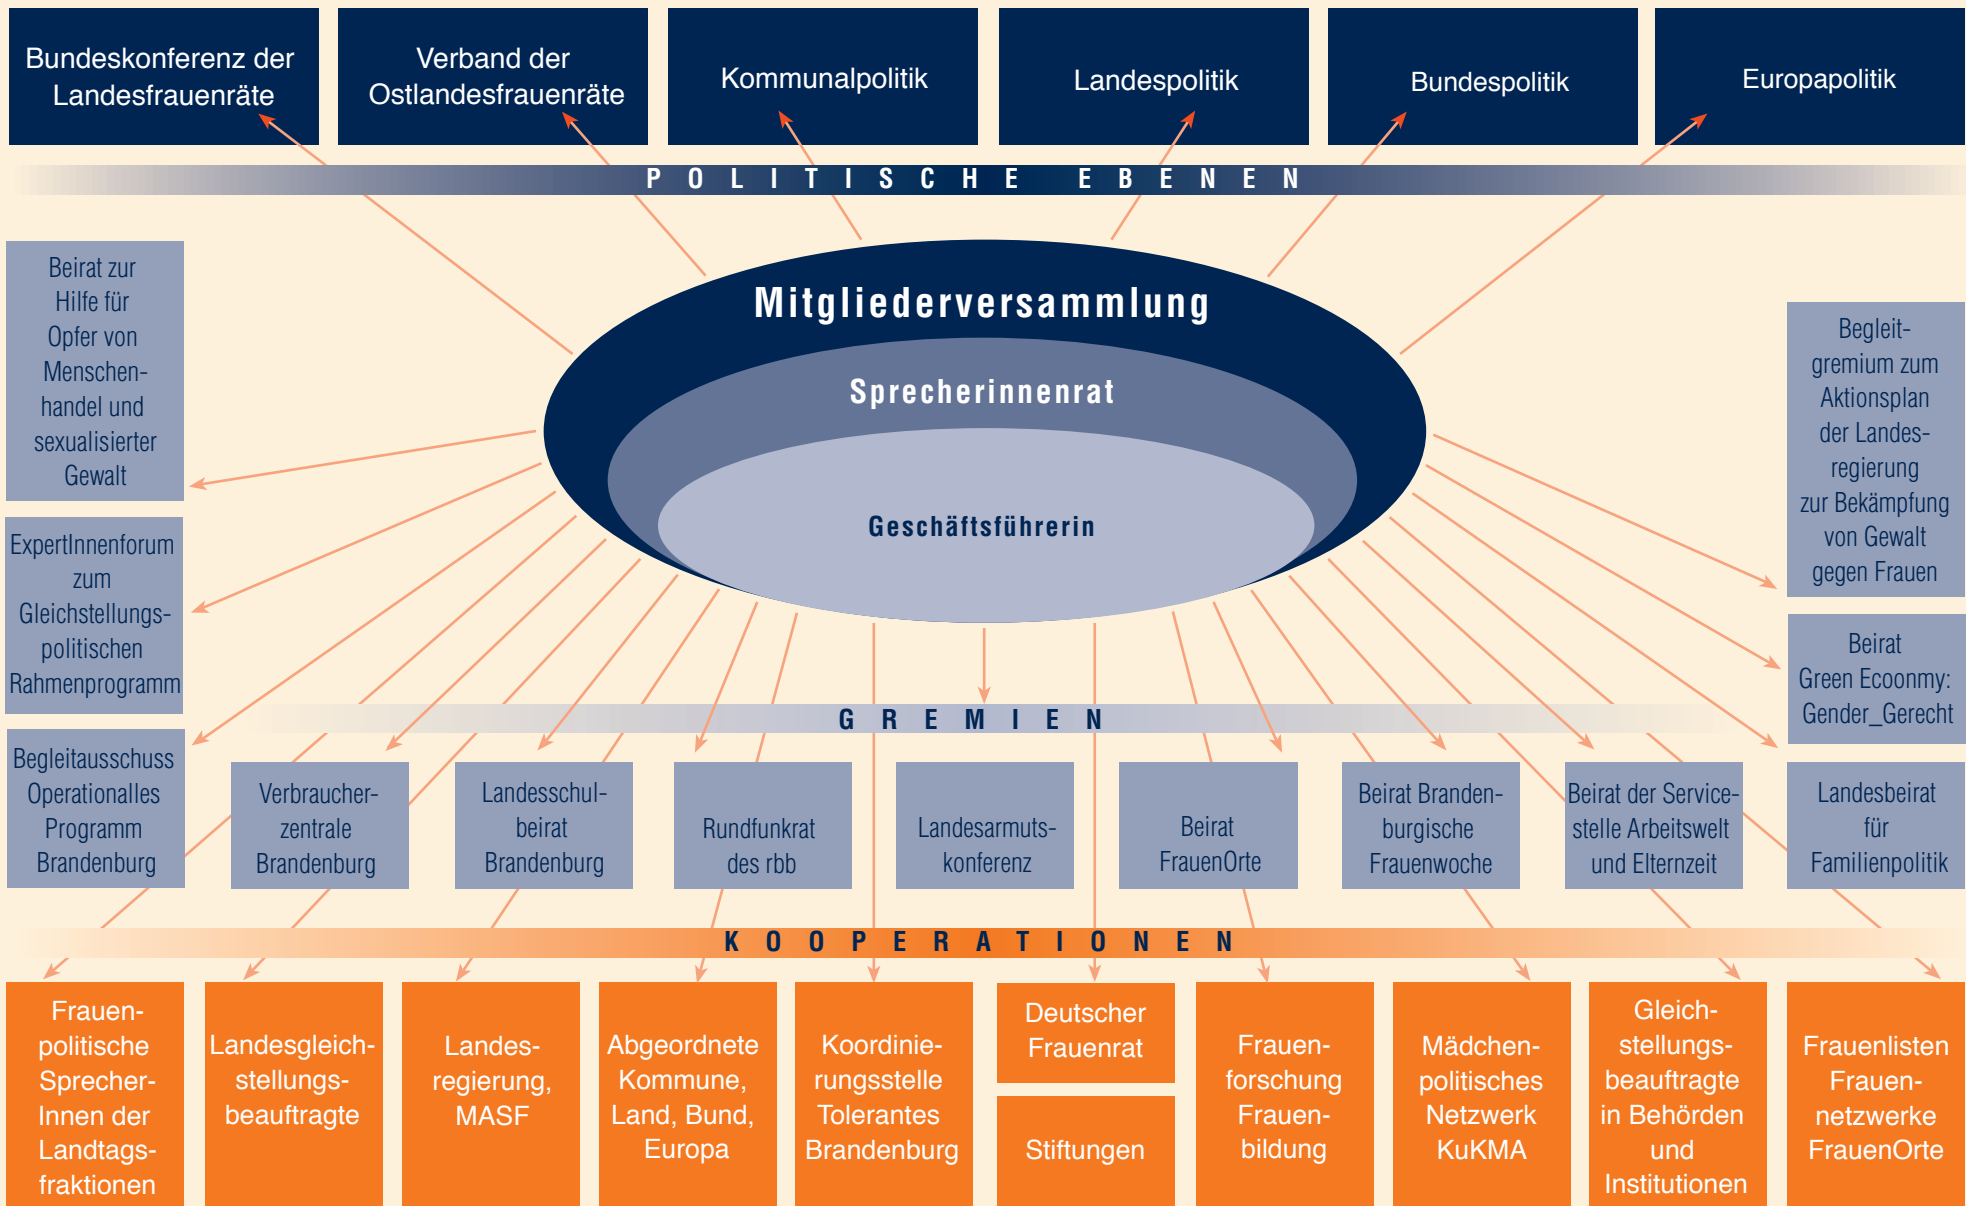 Bundeskonferenz der
Landesfrauenräte
Verband der
Ostlandesfrauenräte
Kommunalpolitik
Landespolitik
Bundespolitik
Europapolitik
POLITISCHE EBENEN
Mitgliederversammlung
Sprecherinnenrat
Geschäftsführerin
Beirat zur
Hilfe für
Opfer von
Menschen-
handel und
sexualisierter
Gewalt
ExpertInnenforum
zum
Gleichstellungs-
politischen
Rahmenprogramm
Begleit-
gremium zum
Aktionsplan
der Landes-
regierung
zur Bekämpfung
von Gewalt
gegen Frauen
Beirat
Green Ecoonmy:
Gender_Gerecht
GREMIEN
Begleitausschuss
Operationalles
Programm
Brandenburg
Verbraucher-
zentrale
Brandenburg
Landesschul-
beirat
Brandenburg
Rundfunkrat
des rbb
Landesarmuts-
konferenz
Beirat
FrauenOrte
Beirat Branden-
burgische
Frauenwoche
Beirat der Service-
stelle Arbeitswelt
und Elternzeit
Landesbeirat
für
Familienpolitik
KOOPERATIONEN
Frauen-
politische
Sprecher-
Innen der
Landtags-
fraktionen
Landesgleich-
stellungs-
beauftragte
Landes-
regierung,
MASF
Abgeordnete
Kommune,
Land, Bund,
Europa
Koordinie-
rungsstelle
Tolerantes
Brandenburg
Deutscher
Frauenrat
Stiftungen
Frauen-
forschung
Frauen-
bildung
Mädchen-
politisches
Netzwerk
KuKMA
Gleich-
stellungs-
beauftragte
in Behörden
und
Institutionen
Frauenlisten
Frauen-
netzwerke
FrauenOrte